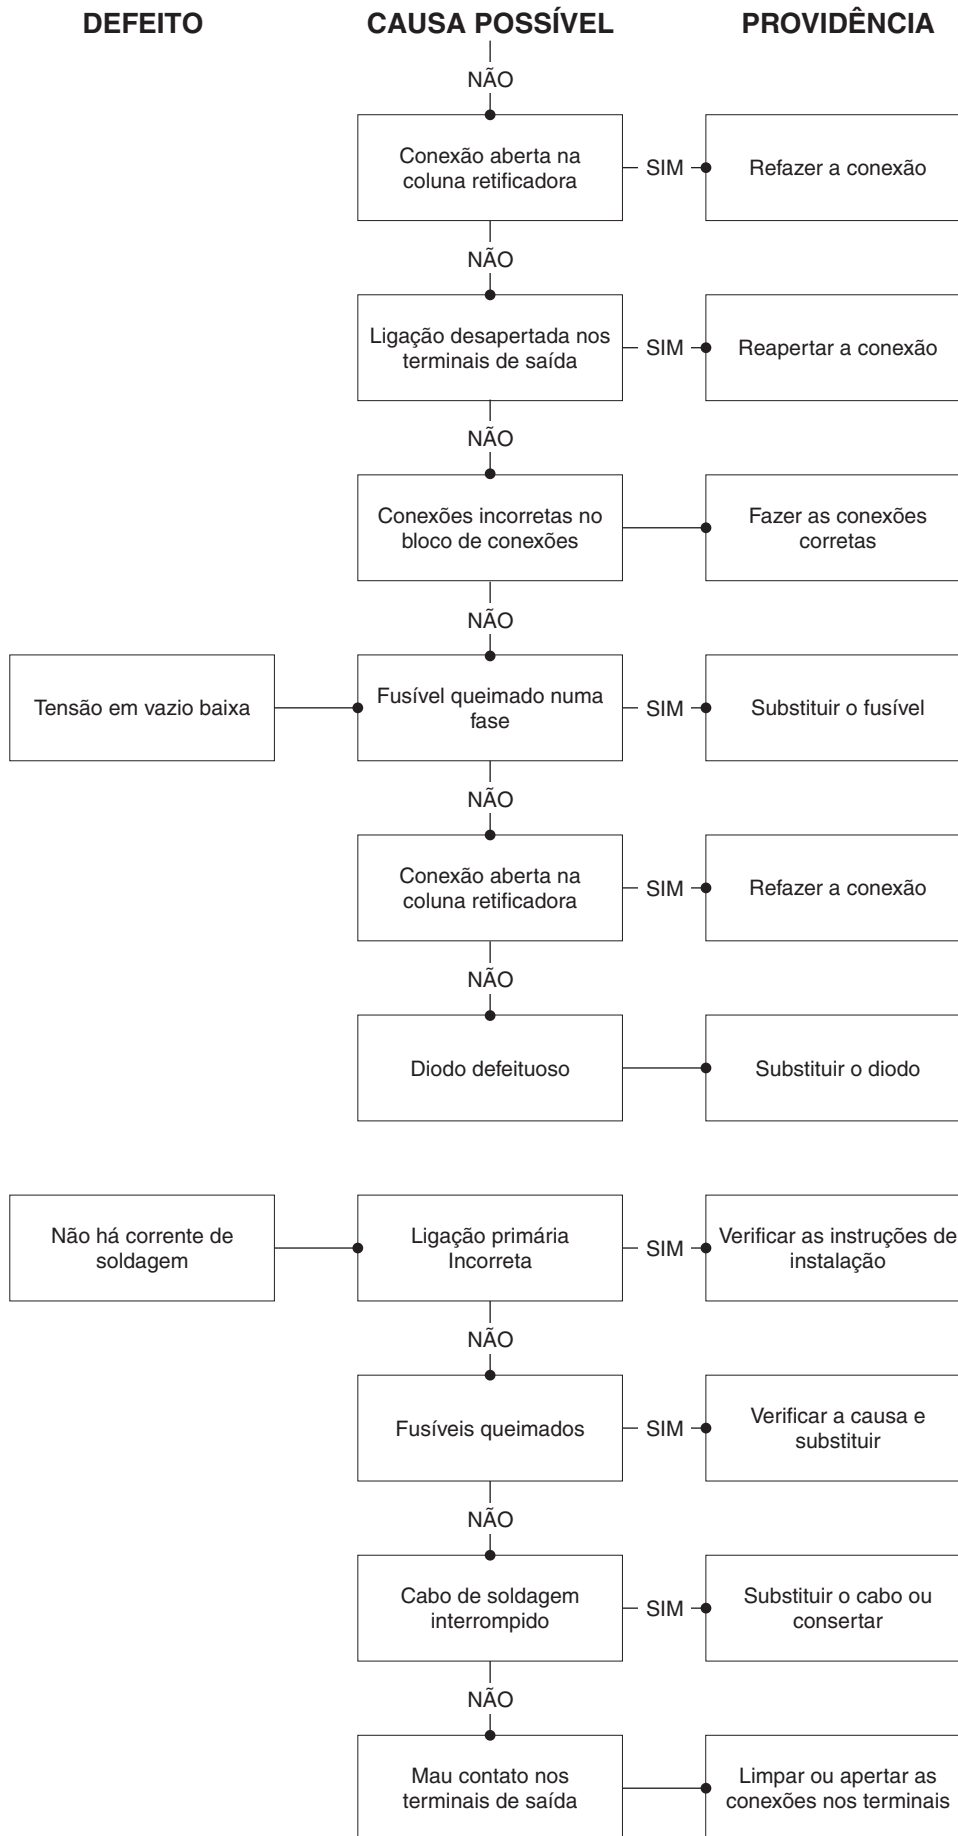 DEFEITO
CAUSA POSSÍVEL
PROVIDÊNCIA
NÃO
Conexão aberta na
coluna retificadora
SIM
Refazer a conexão
NÃO
Ligação desapertada nos
terminais de saída
SIM
Reapertar a conexão
NÃO
Conexões incorretas no
bloco de conexões
Fazer as conexões
corretas
NÃO
Tensão em vazio baixa
Fusível queimado numa
fase
SIM
Substituir o fusível
NÃO
Conexão aberta na
coluna retificadora
SIM
Refazer a conexão
NÃO
Diodo defeituoso
Substituir o diodo
Não há corrente de
soldagem
Ligação primária
Incorreta
SIM
Verificar as instruções de
instalação
NÃO
Fusíveis queimados
SIM
Verificar a causa e
substituir
NÃO
Cabo de soldagem
interrompido
SIM
Substituir o cabo ou
consertar
NÃO
Mau contato nos
terminais de saída
Limpar ou apertar as
conexões nos terminais